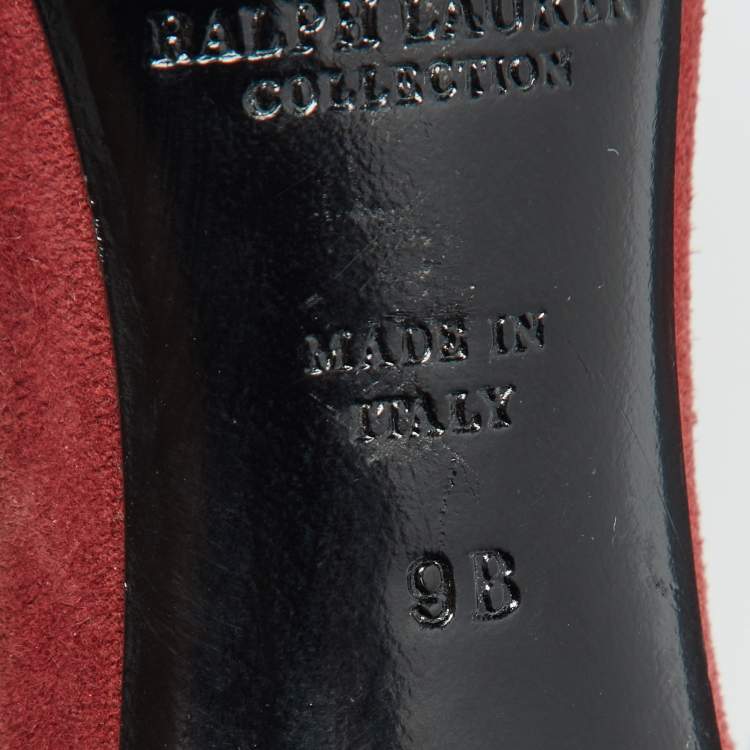 RALPH LAUREN
COLLECTION
MADE IN
ITALY
9B